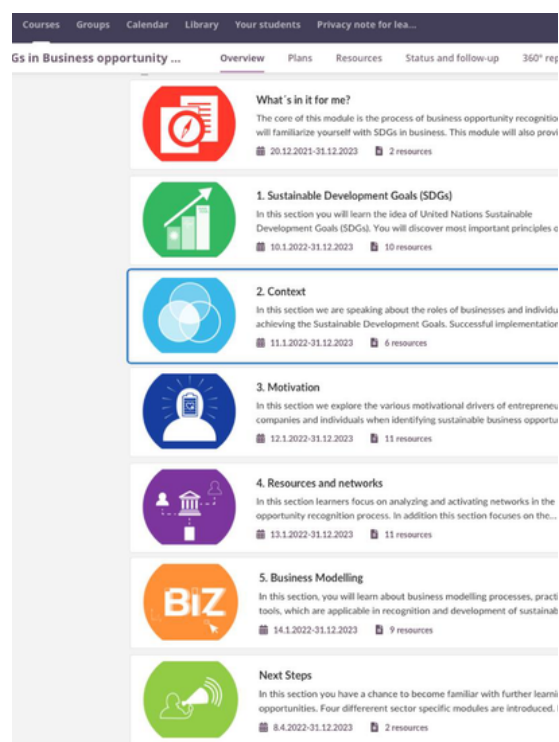 Courses Groups Calendar Library Your students Privacy note for lea...
Gs in Business opportunity ... Overview Plans Resources Status and follow-up 360° rep
What´s in it for me?
The core of this module is the process of business opportunity recognition
will familiarize yourself with SDGs in business. This module will also provi
20.12.2021-31.12.2023 2 resources
1. Sustainable Development Goals (SDGs)
In this section you will learn the idea of United Nations Sustainable
Development Goals (SDGs). You will discover most important principles o
10.1.2022-31.12.2023 10 resources
2. Context
In this section we are speaking about the roles of businesses and individu
achieving the Sustainable Development Goals. Successful implementation
11.1.2022-31.12.2023 6 resources
3. Motivation
In this section we explore the various motivational drivers of entrepreneu
companies and individuals when identifying sustainable business opportu
12.1.2022-31.12.2023 11 resources
4. Resources and networks
In this section learners focus on analyzing and activating networks in the
opportunity recognition process. In addition this section focuses on the...
13.1.2022-31.12.2023 11 resources
BiZ
5. Business Modelling
In this section, you will learn about business modelling processes, practi
tools, which are applicable in recognition and development of sustainab
14.1.2022-31.12.2023 9 resources
Next Steps
In this section you have a chance to become familiar with further learni
opportunities. Four differerent sector specific modules are introduced.
8.4.2022-31.12.2023 2 resources